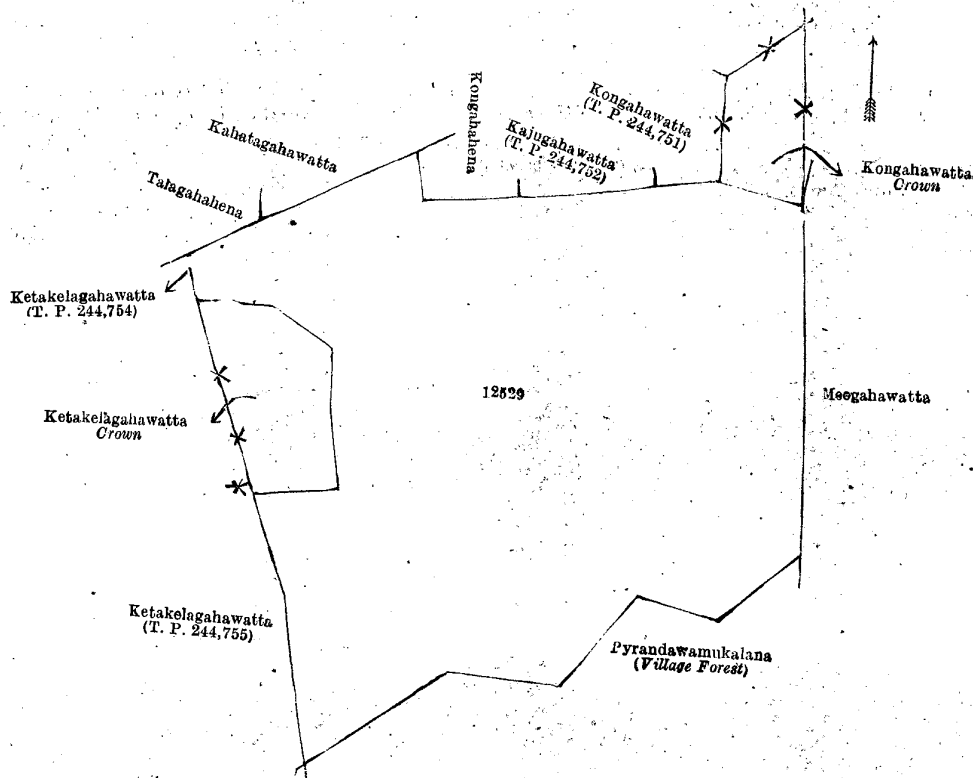 Kongahawatta
(T. P. 244,751)
Kongahahena
Kajugahawatta
(T. P. 244,752)
Kahatagahawatta
Talagahahena
Kongahawatta
Crown
Ketakelagahawatta
(T. P. 244,754)
12529
Meegahawatta
Ketakelagahawatta
Crown
Ketakelagahawatta
(T. P. 244,755)
Pyrandawamukalana
(Village Forest)